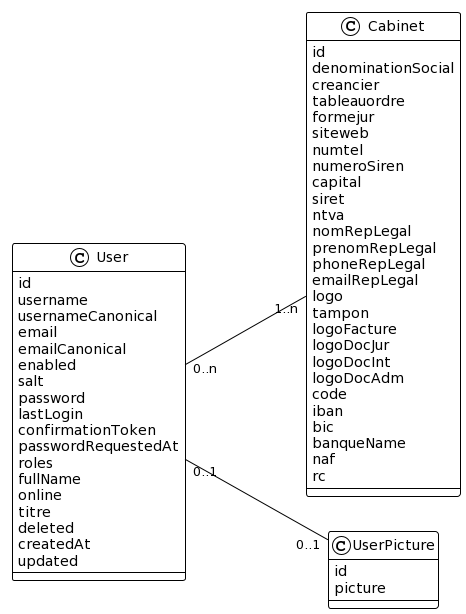 C Cabinet
id
denominationSocial
creancier
tableauordre
formejur
siteweb
numtel
numeroSiren
capital
siret
ntva
nomRepLegal
prenomRepLegal
phoneRepLegal
emailRepLegal
logo
tampon
logoFacture
logoDocJur
logoDocInt
logoDocAdm
code
iban
bic
banqueName
naf
rc
C User
id
username
usernameCanonical
email
emailCanonical
enabled
salt
password
lastLogin
confirmationToken
passwordRequestedAt
roles
fullName
online
titre
deleted
createdAt
updated
1..n
0..n
0..1
0..1
C UserPicture
id
picture